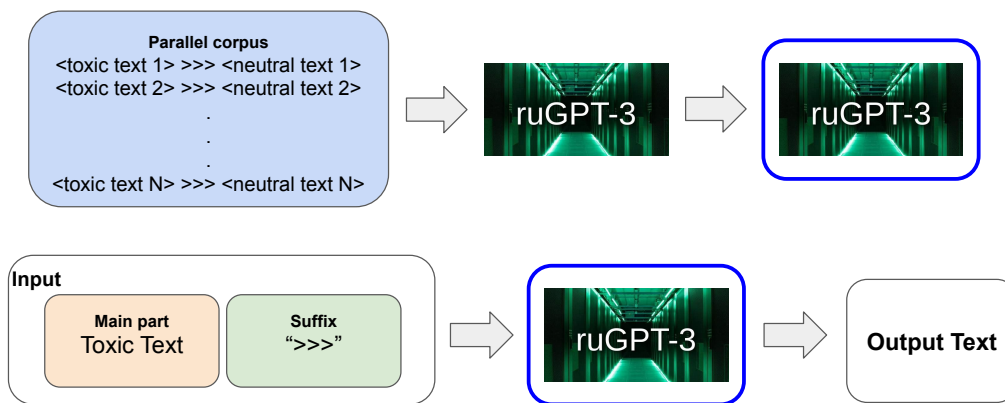 Parallel corpus
<toxic text 1> >>> <neutral text 1>
<toxic text 2> >>> <neutral text 2>
.
.
.
<toxic text N> >>> <neutral text N>
ruGPT-3
ruGPT-3
Input
Main part
Toxic Text
Suffix
“>>>”
ruGPT-3
Output Text